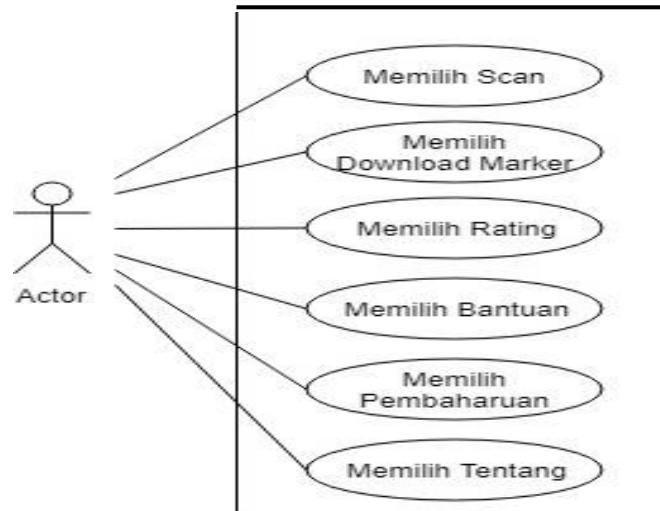 Memilih Scan
Memilih
Download Marker
Memilih Rating
Actor
Memilih Bantuan
Memilih
Pembaharuan
Memilih Tentang